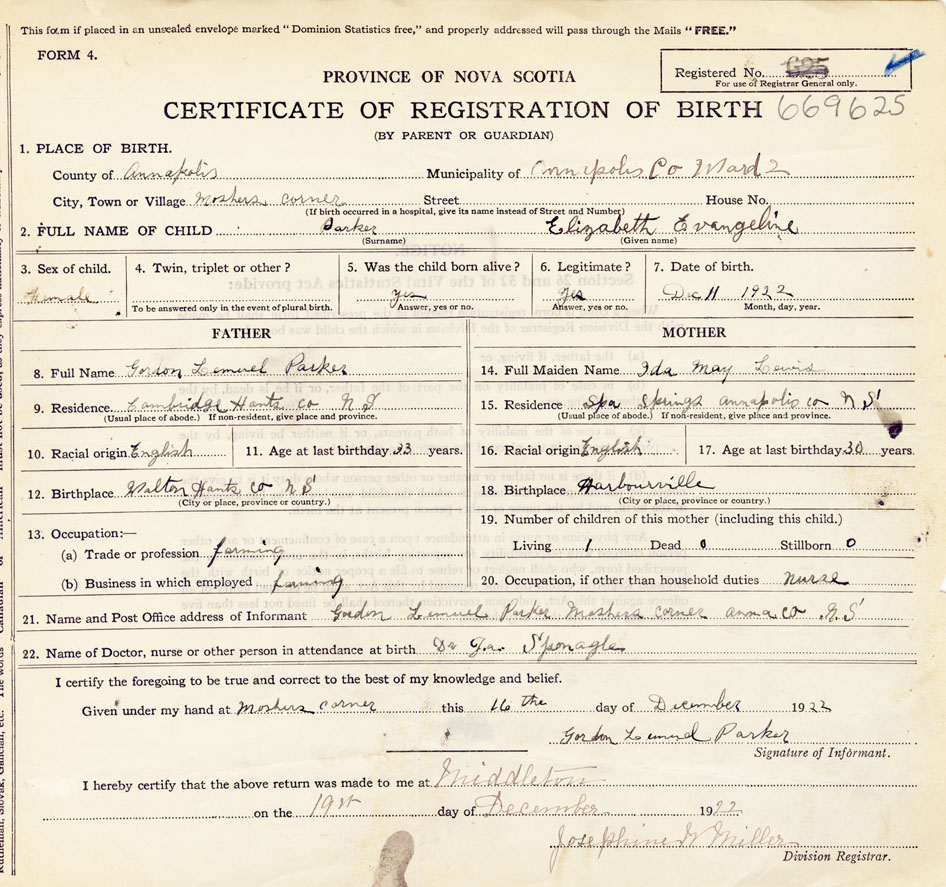 This form if placed in an unsealed envelope marked "Dominion Statistics free," and properly addressed will pass through the Mails "FREE."
FORM 4.
Registered No. 625
For use of Registrar General only.
PROVINCE OF NOVA SCOTIA
CERTIFICATE OF REGISTRATION OF BIRTH 669625
(BY PARENT OR GUARDIAN)
1. PLACE OF BIRTH.
County of Annapolis Municipality of Annapolis Co Ward 2
City, Town or Village Moshers corner Street House No.
(If birth occurred in a hospital, give its name instead of Street and Number)
2. FULL NAME OF CHILD Parker Elizabeth Evangeline
(Surname) (Given name)
3. Sex of child. 4. Twin, triplet or other? 5. Was the child born alive? 6. Legitimate? 7. Date of birth.
Female Yes Yes Dec 11 1922
To be answered only in the event of plural birth. Answer, yes or no. Answer, yes or no. Month, day, year.
FATHER MOTHER
8. Full Name Gordon Lemuel Parker 14. Full Maiden Name Ida May Lewis
9. Residence Cambridge Hants co N S 15. Residence Spa Springs Annapolis co N S
(Usual place of abode.) If non-resident, give place and province. (Usual place of abode.) If non-resident, give place and province.
10. Racial origin English 11. Age at last birthday 33 years. 16. Racial origin English 17. Age at last birthday 30 years.
12. Birthplace Walton Hants co N S 18. Birthplace Harbourville
(City or place, province or country.) (City or place, province or country.)
13. Occupation:— 19. Number of children of this mother (including this child.)
(a) Trade or profession farming Living 1 Dead 0 Stillborn 0
(b) Business in which employed farming 20. Occupation, if other than household duties nurse
21. Name and Post Office address of Informant Gordon Lemuel Parker Moshers corner anna co N.S
22. Name of Doctor, nurse or other person in attendance at birth Dr J.a. Sponagle
I certify the foregoing to be true and correct to the best of my knowledge and belief.
Given under my hand at Moshers corner this 16 the day of December 1922
Gordon Lemuel Parker
Signature of Informant.
I hereby certify that the above return was made to me at Middleton
on the 19st day of December 1922
Josephine W Miller
Division Registrar.